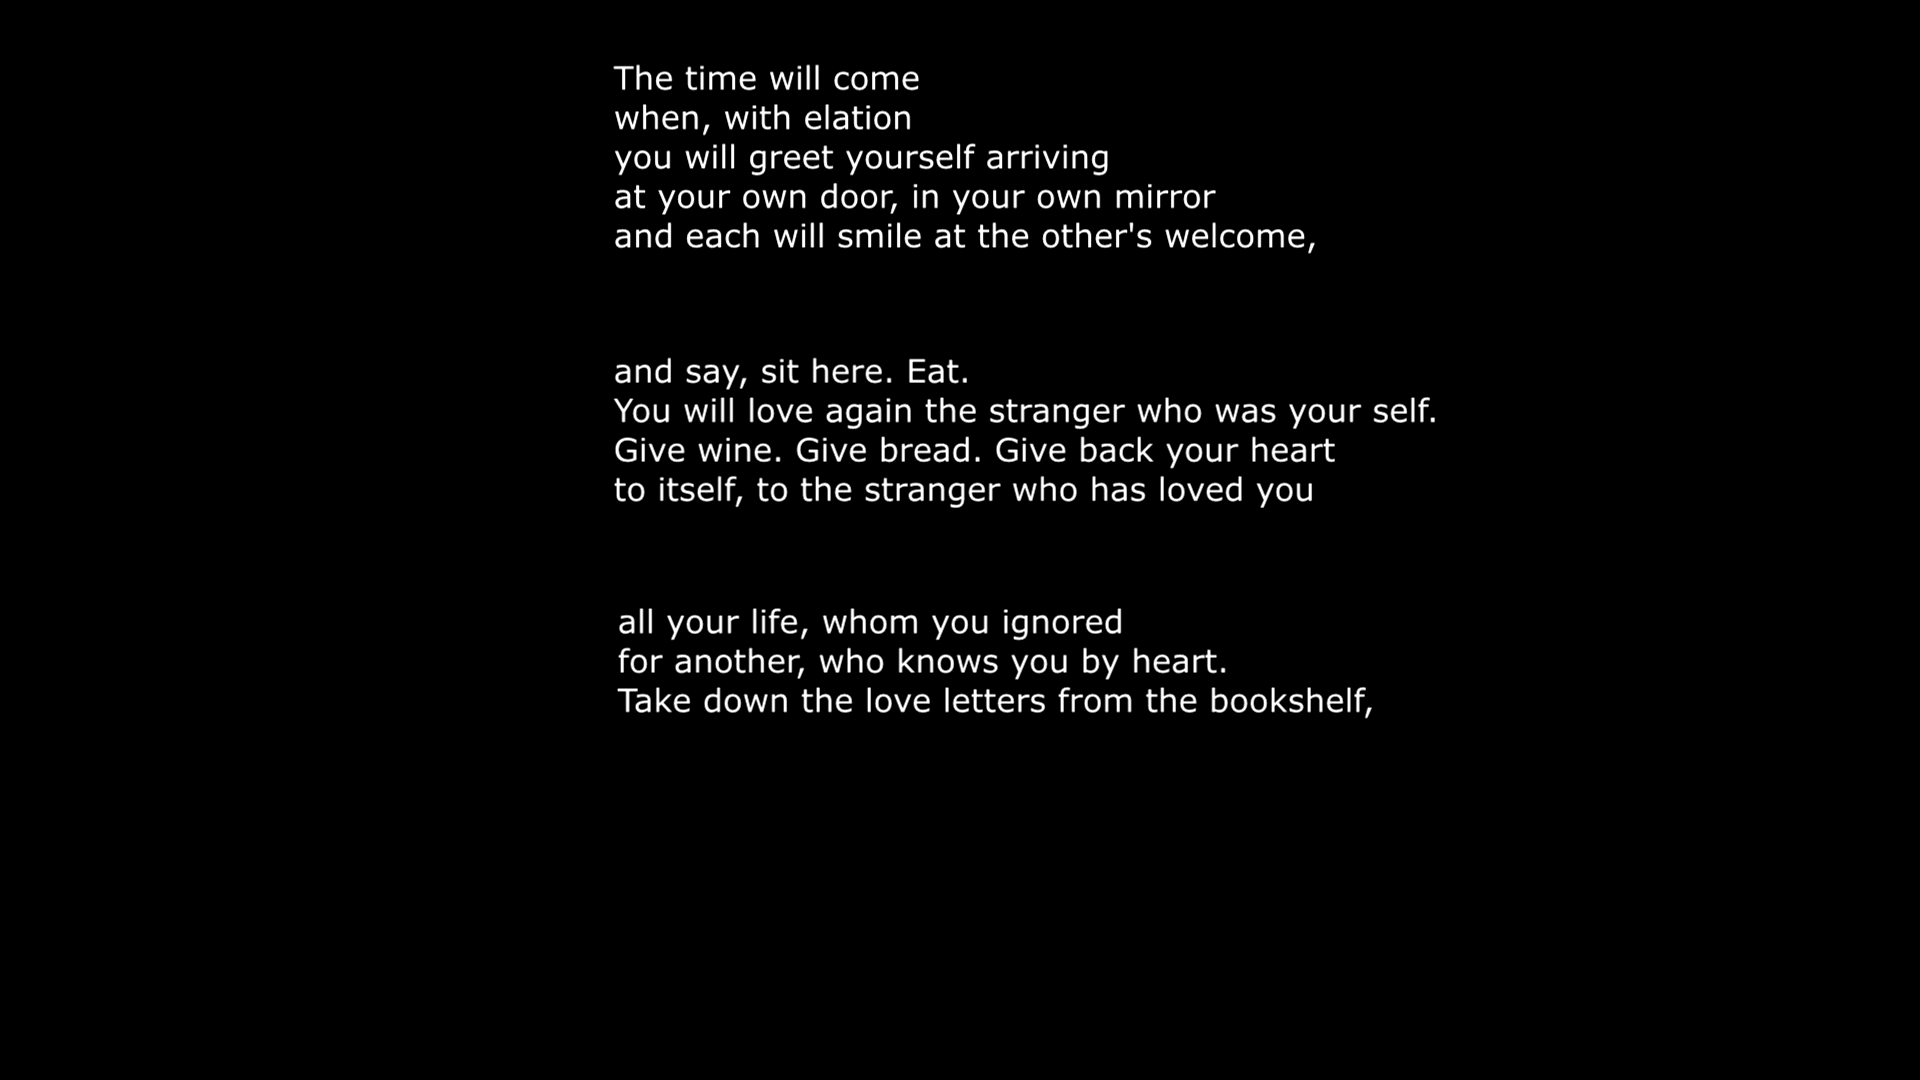 The time will come
when, with elation
you will greet yourself arriving
at your own door, in your own mirror
and each will smile at the other's welcome,
and say, sit here. Eat.
You will love again the stranger who was your self.
Give wine. Give bread. Give back your heart
to itself, to the stranger who has loved you
all your life, whom you ignored
for another, who knows you by heart.
Take down the love letters from the bookshelf,